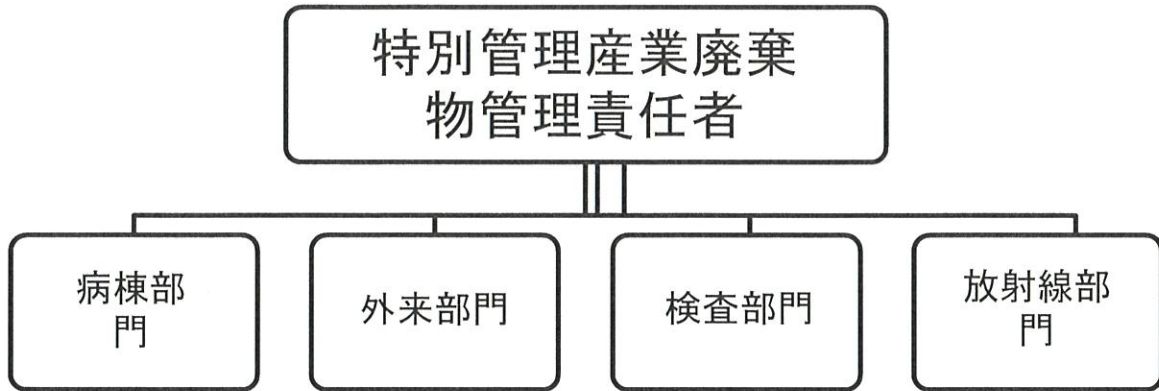 特別管理産業廃棄
物管理責任者
病棟部
門
外来部門
検査部門
放射線部
門